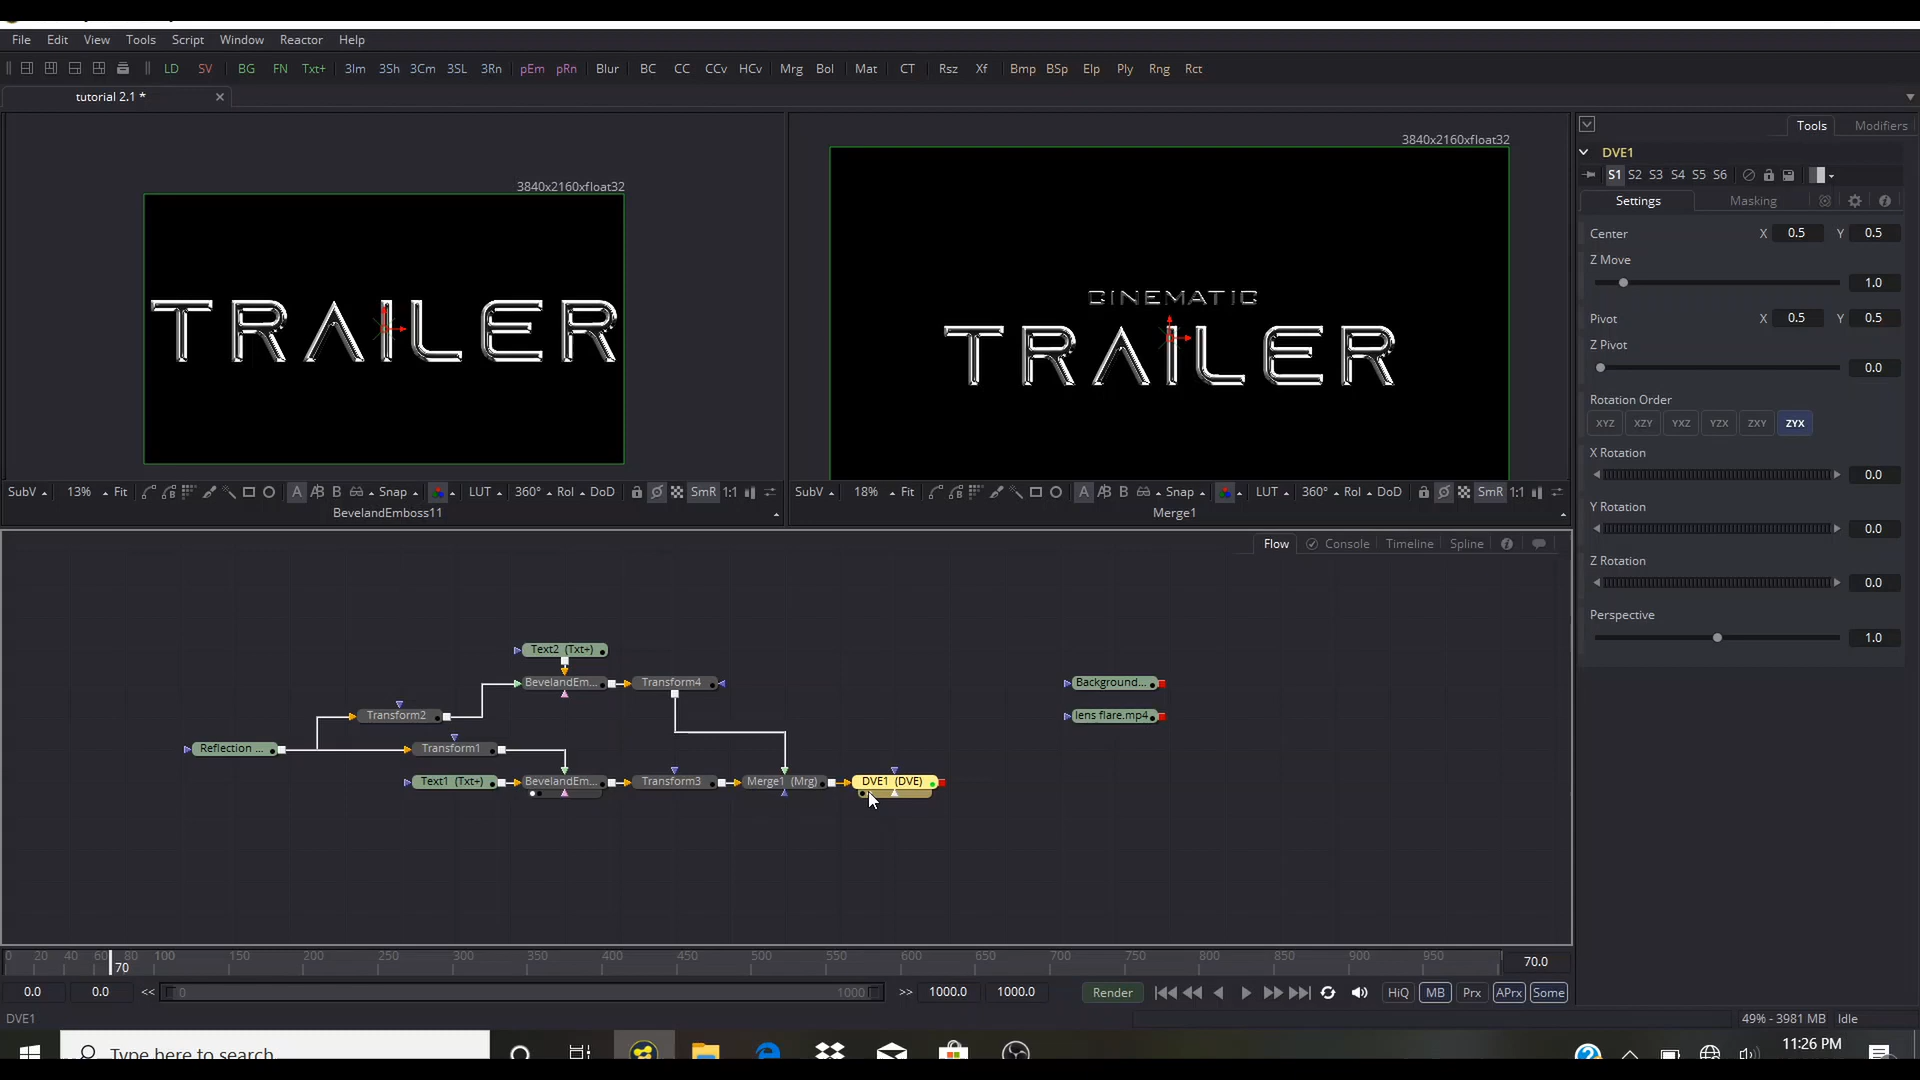 File Edit View Tools Script Window Reactor Help
LD SV BG FN Txt+ 3Im 3Sh 3Cm 3SL 3Rn pEm pRn Blur BC CC CCv HCv Mrg Bol Mat CT Rsz Xf Bmp BSp Elp Ply Rng Rct
tutorial 2.1 *
3840x2160xfloat32
TRAILER
SubV 13% Fit A B Snap LUT 360° RoI DoD SmR 1:1
BevelandEmboss11
3840x2160xfloat32
CINEMATIC
TRAILER
SubV 18% Fit A B Snap LUT 360° RoI DoD SmR 1:1
Merge1
Tools Modifiers
DVE1
S1 S2 S3 S4 S5 S6
Settings Masking
Center X 0.5 Y 0.5
Z Move
1.0
Pivot X 0.5 Y 0.5
Z Pivot
0.0
Rotation Order
XYZ XZY YXZ YZX ZXY ZYX
X Rotation
0.0
Y Rotation
0.0
Z Rotation
0.0
Perspective
1.0
Flow Console Timeline Spline
Text2 (Txt+)
BevelandEm... Transform4
Background...
Transform2
lens flare.mp4
Reflection ... Transform1
Text1 (Txt+) BevelandEm... Transform3 Merge1 (Mrg) DVE1 (DVE)
0 20 40 60 80 100 150 200 250 300 350 400 450 500 550 600 650 700 750 800 850 900 950
70
70.0
0.0 0.0 << 0 1000 >> 1000.0 1000.0 Render HiQ MB Prx APrx Some
DVE1
49% - 3981 MB Idle
Type here to search
11:26 PM